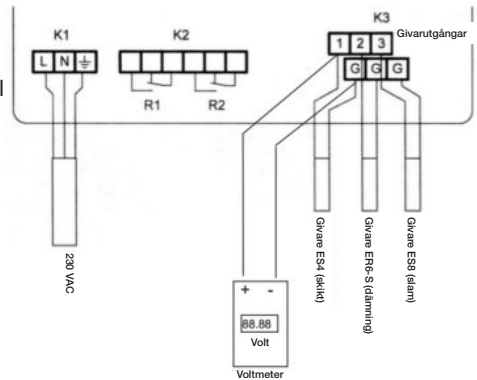 K1
K2
K3
Givarutgångar
L N
1 2 3
G G G
R1
R2
230 VAC
Givare ES4 (skikt)
Givare ER6-S (dämning)
Givare ES8 (slam)
+ -
88.88
Volt
Voltmeter